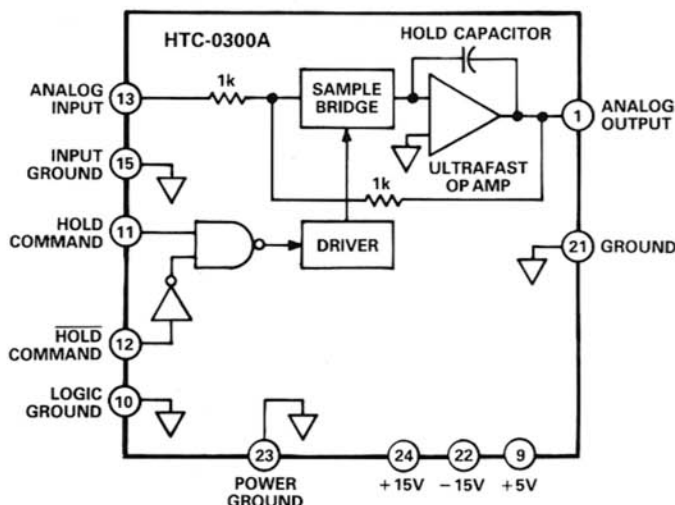 HTC-0300A
HOLD CAPACITOR
1k
ANALOG
INPUT
13
SAMPLE
BRIDGE
1
ANALOG
OUTPUT
INPUT
GROUND
15
ULTRAFAST
OP AMP
1k
HOLD
COMMAND
11
DRIVER
21
GROUND
HOLD
COMMAND
12
LOGIC
GROUND
10
23
POWER
GROUND
24
+15V
22
−15V
9
+5V